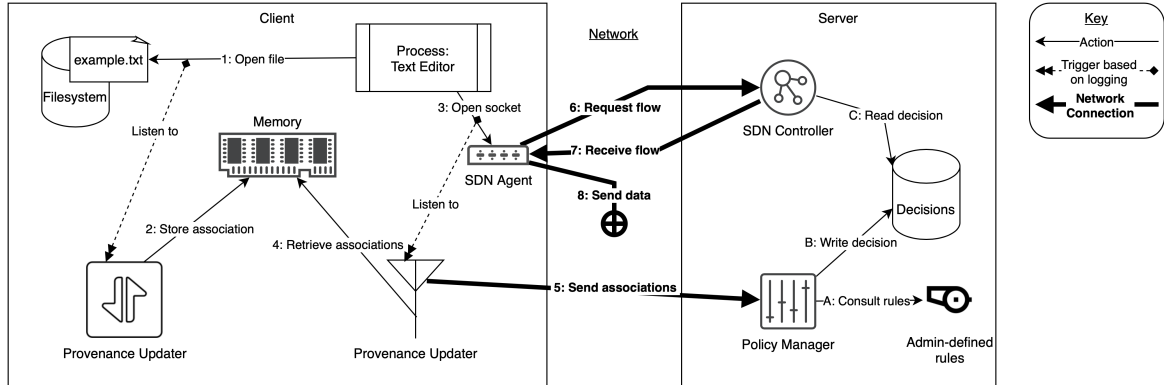 Client
Network
Server
Key
Action
Trigger based
on logging
Network
Connection
example.txt
Filesystem
1: Open file
Process:
Text Editor
3: Open socket
6: Request flow
SDN Controller
C: Read decision
Listen to
Memory
SDN Agent
7: Receive flow
8: Send data
Decisions
Listen to
2: Store association
4: Retrieve associations
B: Write decision
5: Send associations
A: Consult rules
Provenance Updater
Provenance Updater
Policy Manager
Admin-defined
rules